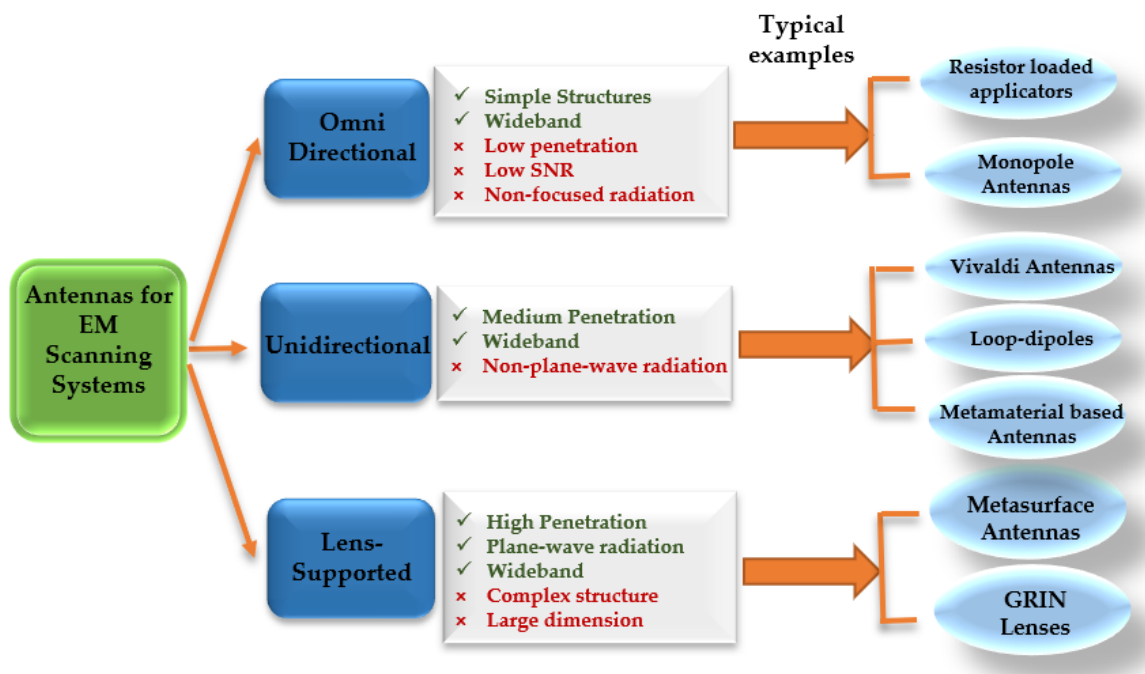 Typical
examples
Antennas for
EM
Scanning
Systems
Omni
Directional
✓ Simple Structures
✓ Wideband
× Low penetration
× Low SNR
× Non-focused radiation
Resistor loaded
applicators
Monopole
Antennas
Unidirectional
✓ Medium Penetration
✓ Wideband
× Non-plane-wave radiation
Vivaldi Antennas
Loop-dipoles
Metamaterial based
Antennas
Lens-
Supported
✓ High Penetration
✓ Plane-wave radiation
✓ Wideband
× Complex structure
× Large dimension
Metasurface
Antennas
GRIN
Lenses